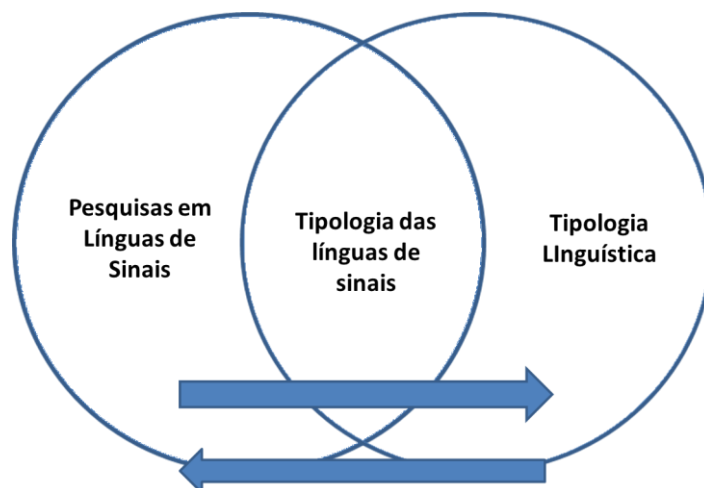 Pesquisas em
Línguas de
Sinais
Tipologia das
línguas de
sinais
Tipologia
LInguística